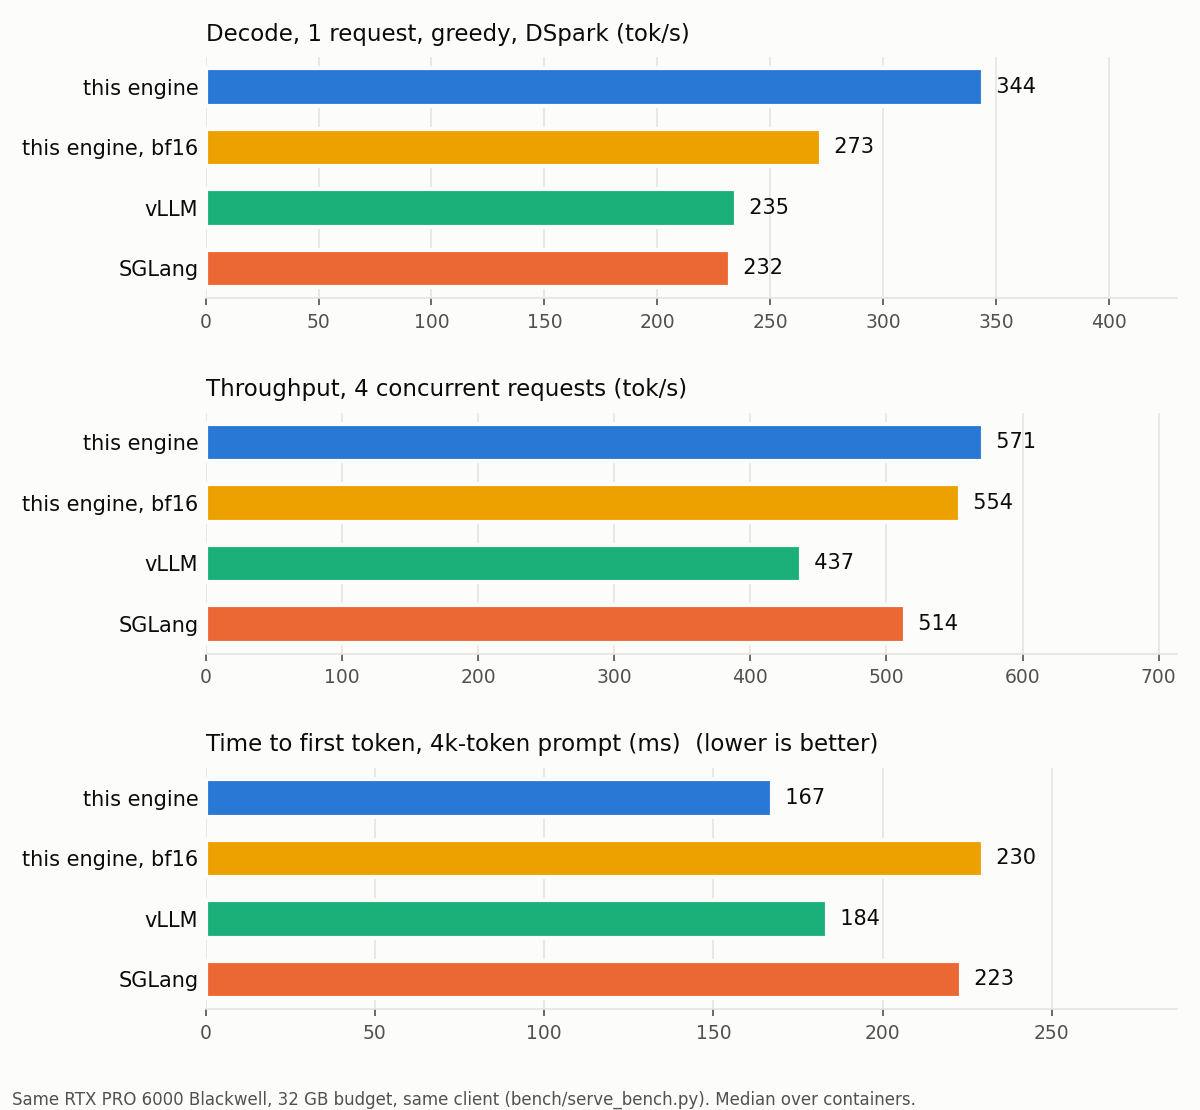 Decode, 1 request, greedy, DSpark (tok/s)
this engine 344
this engine, bf16 273
vLLM 235
SGLang 232
0 50 100 150 200 250 300 350 400
Throughput, 4 concurrent requests (tok/s)
this engine 571
this engine, bf16 554
vLLM 437
SGLang 514
0 100 200 300 400 500 600 700
Time to first token, 4k-token prompt (ms)  (lower is better)
this engine 167
this engine, bf16 230
vLLM 184
SGLang 223
0 50 100 150 200 250
Same RTX PRO 6000 Blackwell, 32 GB budget, same client (bench/serve_bench.py). Median over containers.